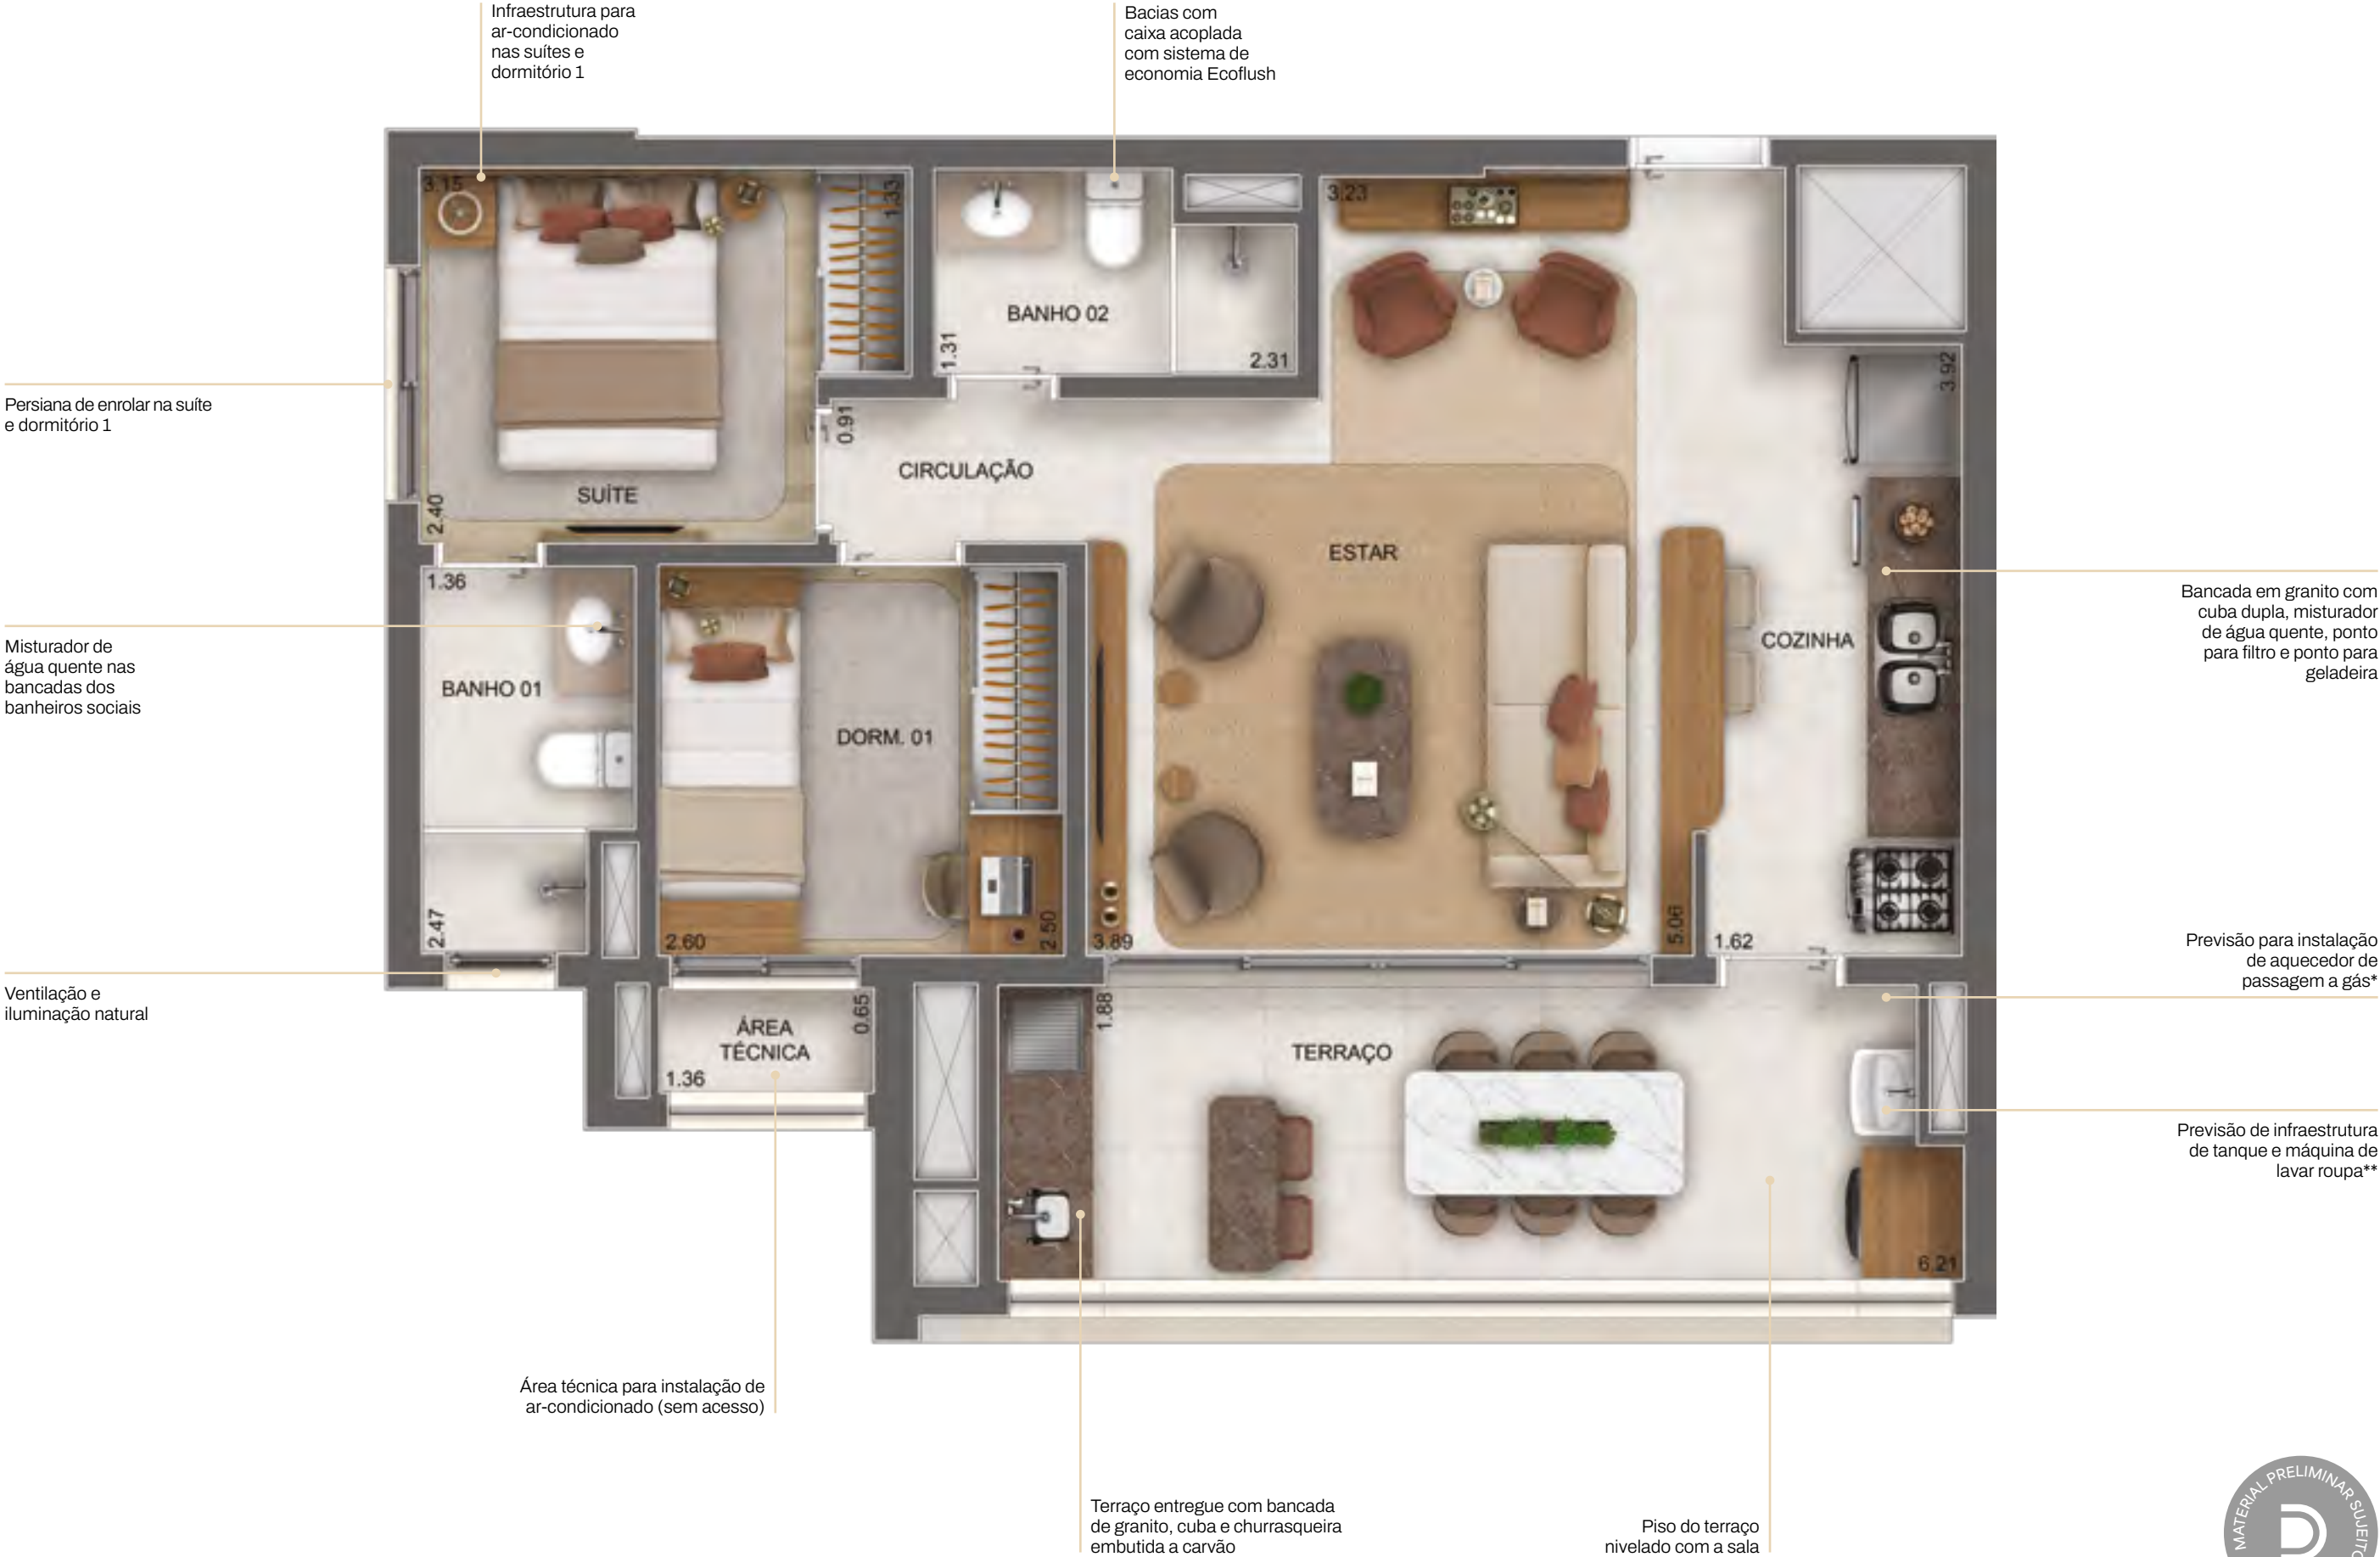 Infraestrutura para
ar-condicionado
nas suítes e
dormitório 1
Bacias com
caixa acoplada
com sistema de
economia Ecoflush
3.15
1.33
3.23
BANHO 02
1.31
2.31
3.92
Persiana de enrolar na suíte
e dormitório 1
0.91
CIRCULAÇÃO
SUÍTE
2.40
ESTAR
1.36
Bancada em granito com
cuba dupla, misturador
de água quente, ponto
para filtro e ponto para
geladeira
COZINHA
Misturador de
água quente nas
bancadas dos
banheiros sociais
BANHO 01
DORM. 01
2.47
2.60
2.50
3.89
5.06
1.62
Previsão para instalação
de aquecedor de
passagem a gás*
Ventilação e
iluminação natural
0.65
1.88
ÁREA
TÉCNICA
1.36
TERRAÇO
Previsão de infraestrutura
de tanque e máquina de
lavar roupa**
6.21
Área técnica para instalação de
ar-condicionado (sem acesso)
Terraço entregue com bancada
de granito, cuba e churrasqueira
embutida a carvão
Piso do terraço
nivelado com a sala
MATERIAL PRELIMINAR SUJEITO